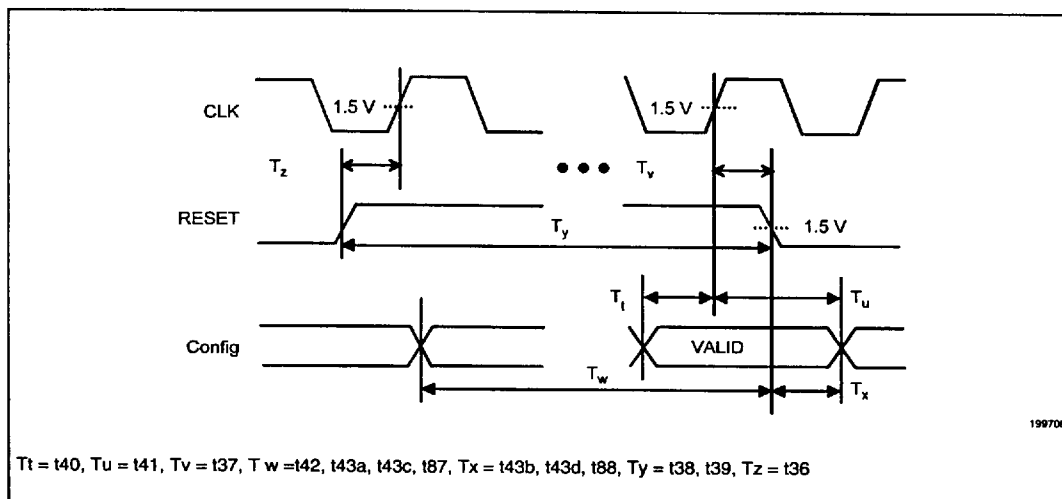 CLK
1.5 V
1.5 V
Tz
Tv
RESET
Ty
1.5 V
Tt
Tu
Config
VALID
Tw
Tx
Tt = t40, Tu = t41, Tv = t37, T w =t42, t43a, t43c, t87, Tx = t43b, t43d, t88, Ty = t38, t39, Tz = t36